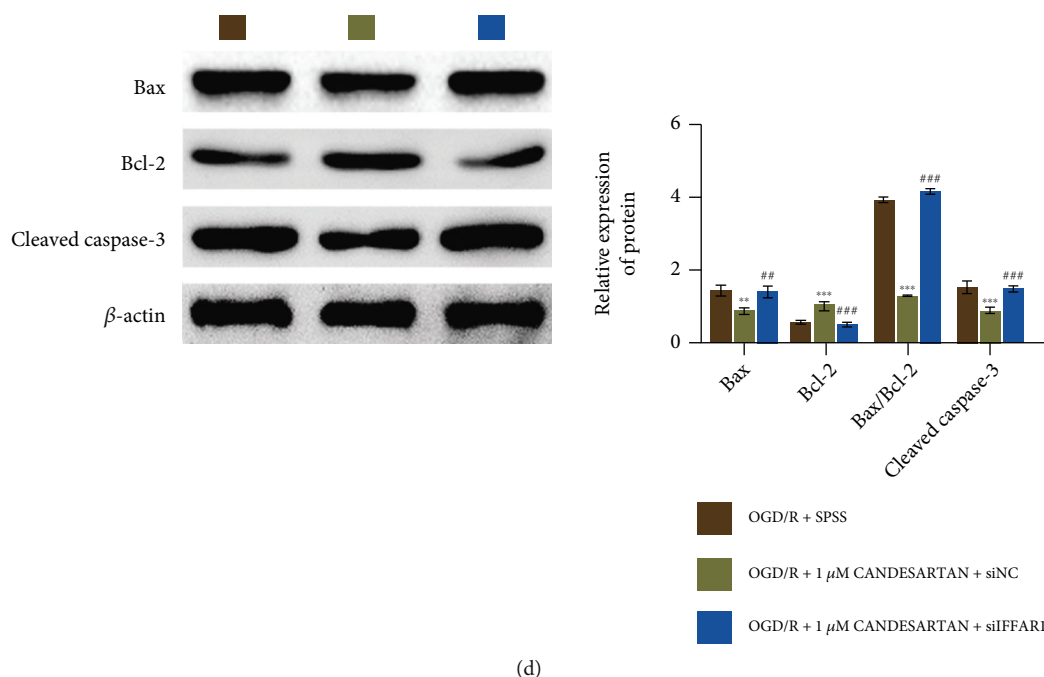 Bax
Bcl-2
Cleaved caspase-3
β-actin
Relative expression
of protein
6
4
2
0
**
##
***
###
***
###
***
###
Bax
Bcl-2
Bax/Bcl-2
Cleaved caspase-3
OGD/R + SPSS
OGD/R + 1 μM CANDESARTAN + siNC
OGD/R + 1 μM CANDESARTAN + siIFFAR1
(d)